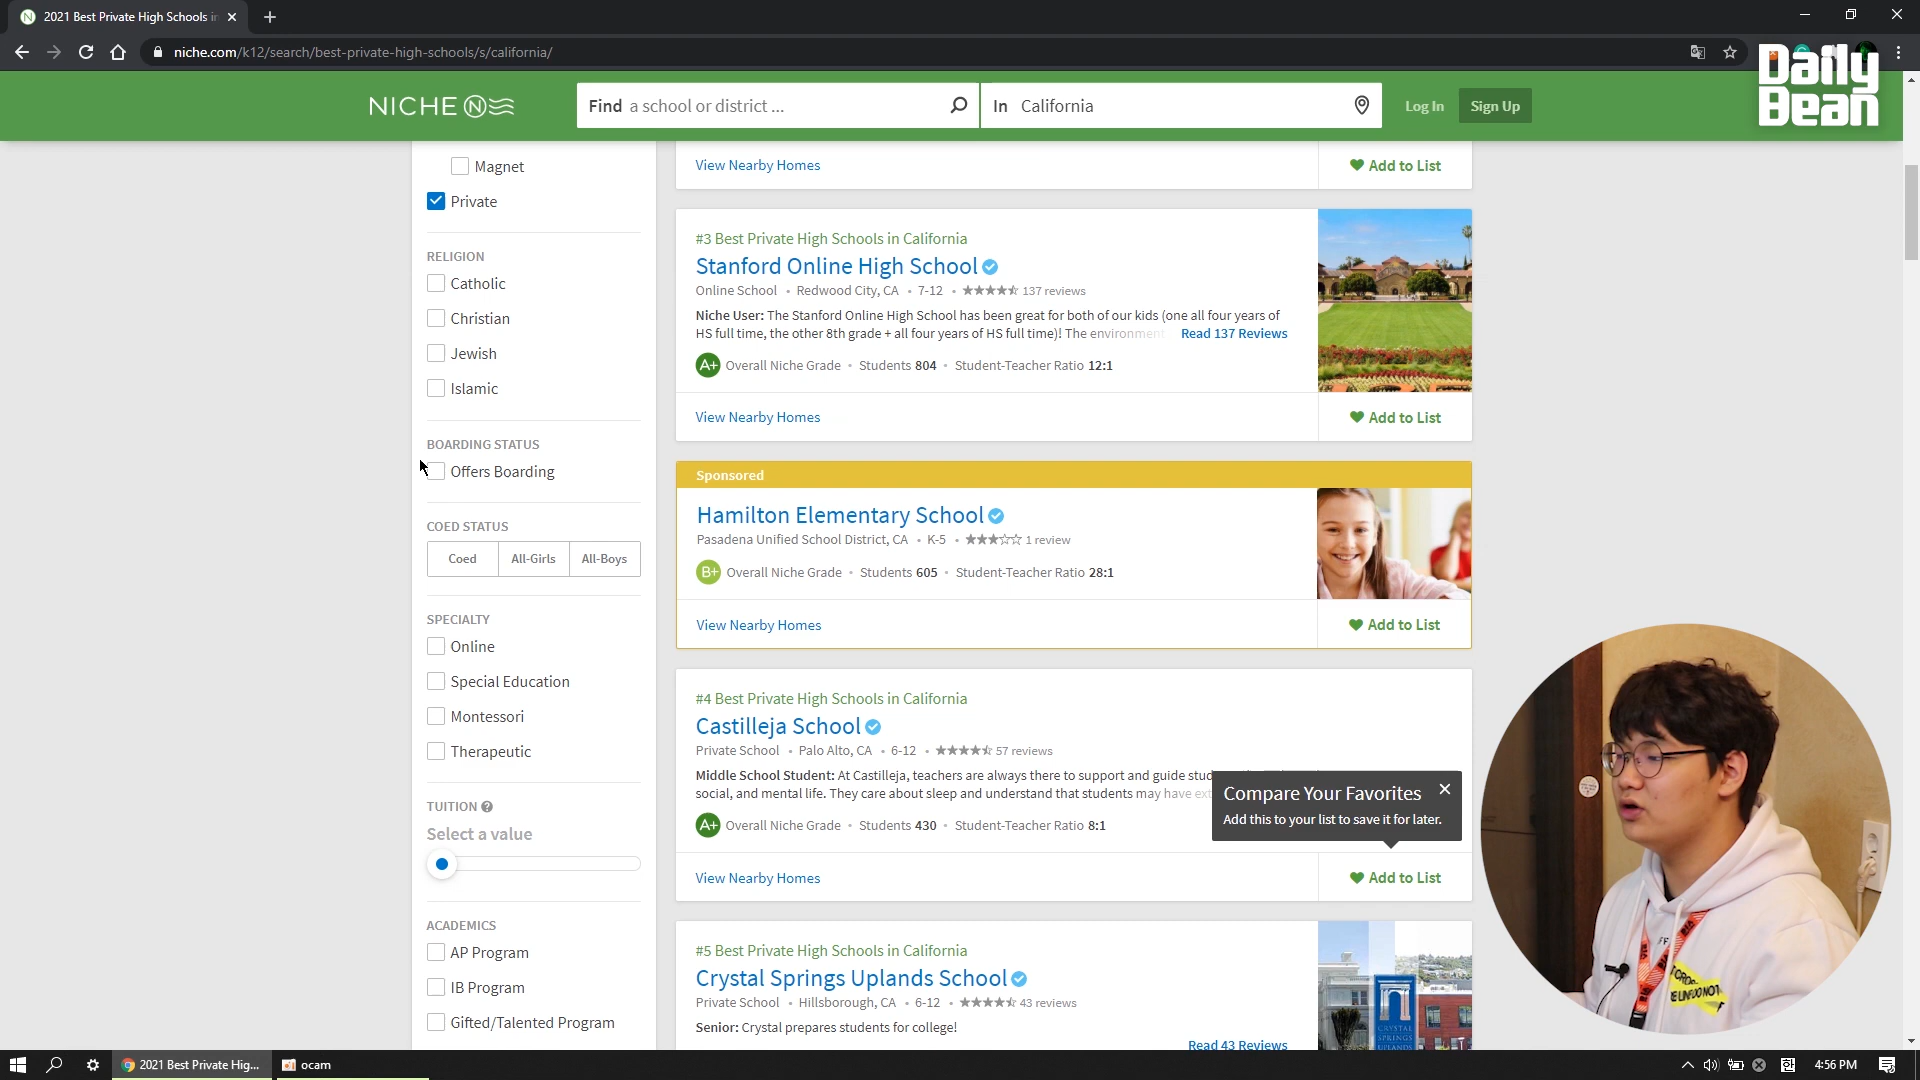 2021 Best Private High Schools in
niche.com/k12/search/best-private-high-schools/s/california/
Daily
Bean
NICHE
Find a school or district ...
In California
Log In
Sign Up
Magnet
Private
RELIGION
Catholic
Christian
Jewish
Islamic
BOARDING STATUS
Offers Boarding
COED STATUS
Coed
All-Girls
All-Boys
SPECIALTY
Online
Special Education
Montessori
Therapeutic
TUITION
Select a value
ACADEMICS
AP Program
IB Program
Gifted/Talented Program
View Nearby Homes
Add to List
#3 Best Private High Schools in California
Stanford Online High School
Online School • Redwood City, CA • 7-12 • 137 reviews
Niche User: The Stanford Online High School has been great for both of our kids (one all four years of
HS full time, the other 8th grade + all four years of HS full time)! The environment Read 137 Reviews
A+ Overall Niche Grade • Students 804 • Student-Teacher Ratio 12:1
View Nearby Homes
Add to List
Sponsored
Hamilton Elementary School
Pasadena Unified School District, CA • K-5 • 1 review
B+ Overall Niche Grade • Students 605 • Student-Teacher Ratio 28:1
View Nearby Homes
Add to List
#4 Best Private High Schools in California
Castilleja School
Private School • Palo Alto, CA • 6-12 • 57 reviews
Middle School Student: At Castilleja, teachers are always there to support and guide
social, and mental life. They care about sleep and understand that students may have
A+ Overall Niche Grade • Students 430 • Student-Teacher Ratio 8:1
Compare Your Favorites
Add this to your list to save it for later.
View Nearby Homes
Add to List
#5 Best Private High Schools in California
Crystal Springs Uplands School
Private School • Hillsborough, CA • 6-12 • 43 reviews
Senior: Crystal prepares students for college!
Read 43 Reviews
CRYSTAL
SPRINGS
UPLANDS
2021 Best Private Hig...
ocam
한
4:56 PM